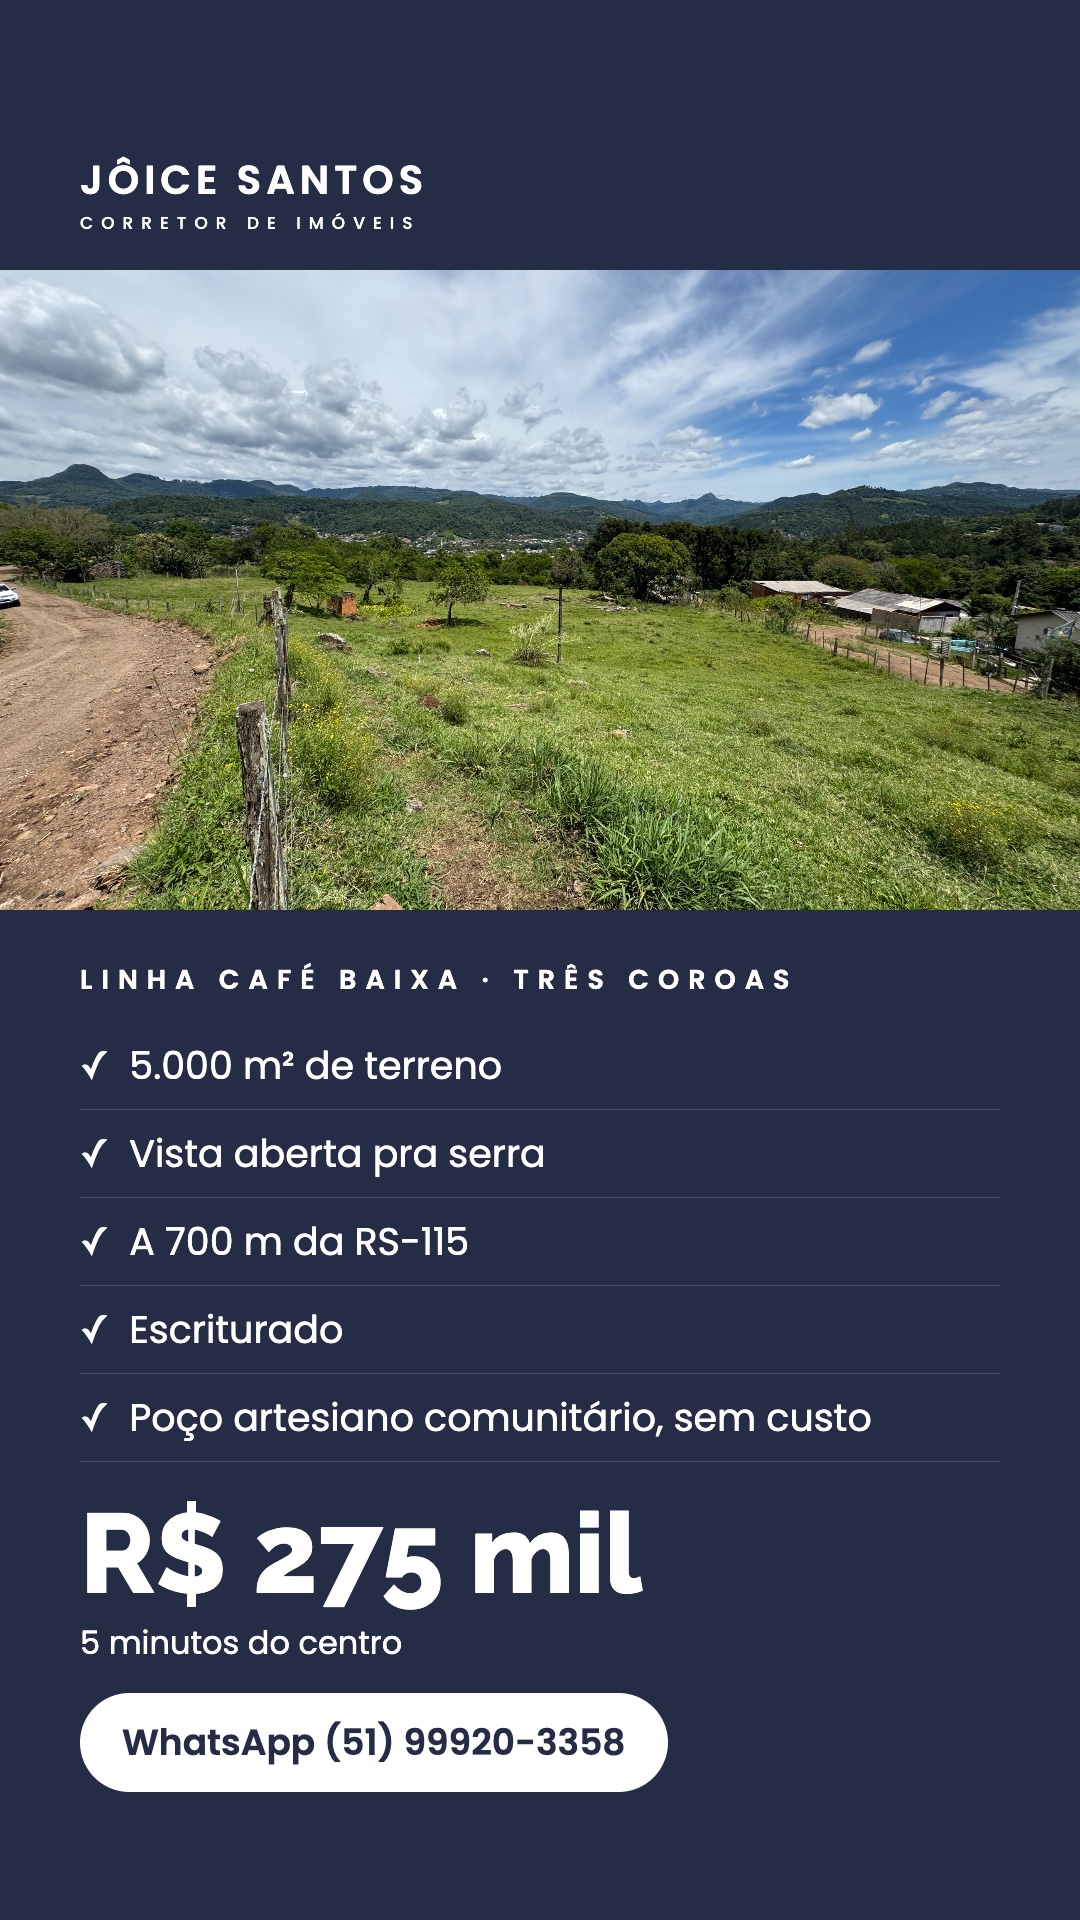 JÔICE SANTOS
CORRETOR DE IMÓVEIS
LINHA CAFÉ BAIXA · TRÊS COROAS
✓ 5.000 m² de terreno
✓ Vista aberta pra serra
✓ A 700 m da RS-115
✓ Escriturado
✓ Poço artesiano comunitário, sem custo
R$ 275 mil
5 minutos do centro
WhatsApp (51) 99920-3358